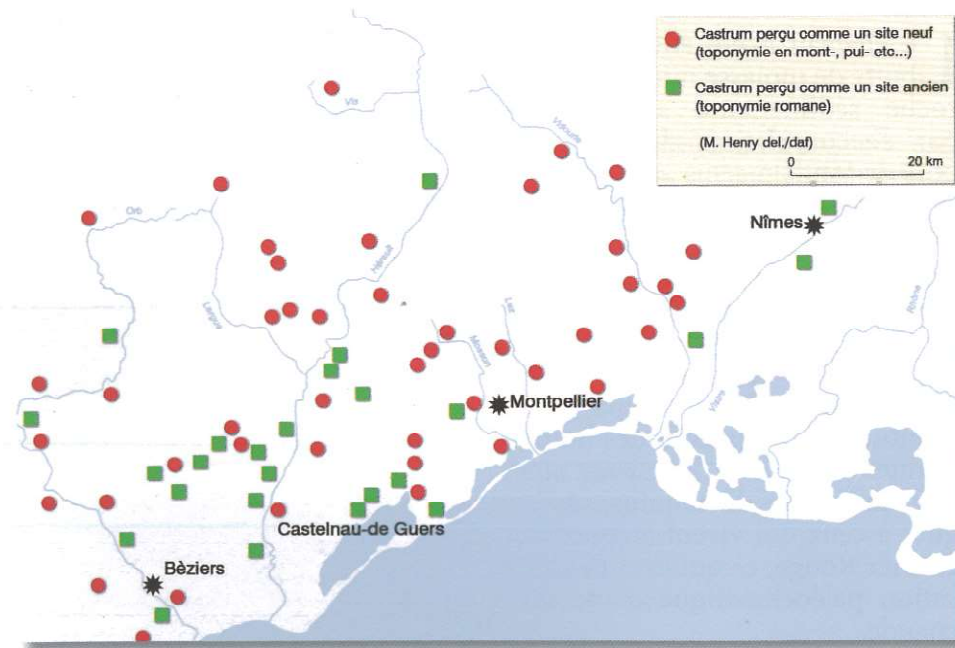 Castrum perçu comme un site neuf
(toponymie en mont-, pui- etc...)
Castrum perçu comme un site ancien
(toponymie romane)
(M. Henry del./daf)
0 20 km
Vis
Vidourle
Orb
Nîmes
Hérault
Rhône
Lergue
Lez
Mosson
Vistre
Montpellier
Castelnau-de Guers
Bèziers